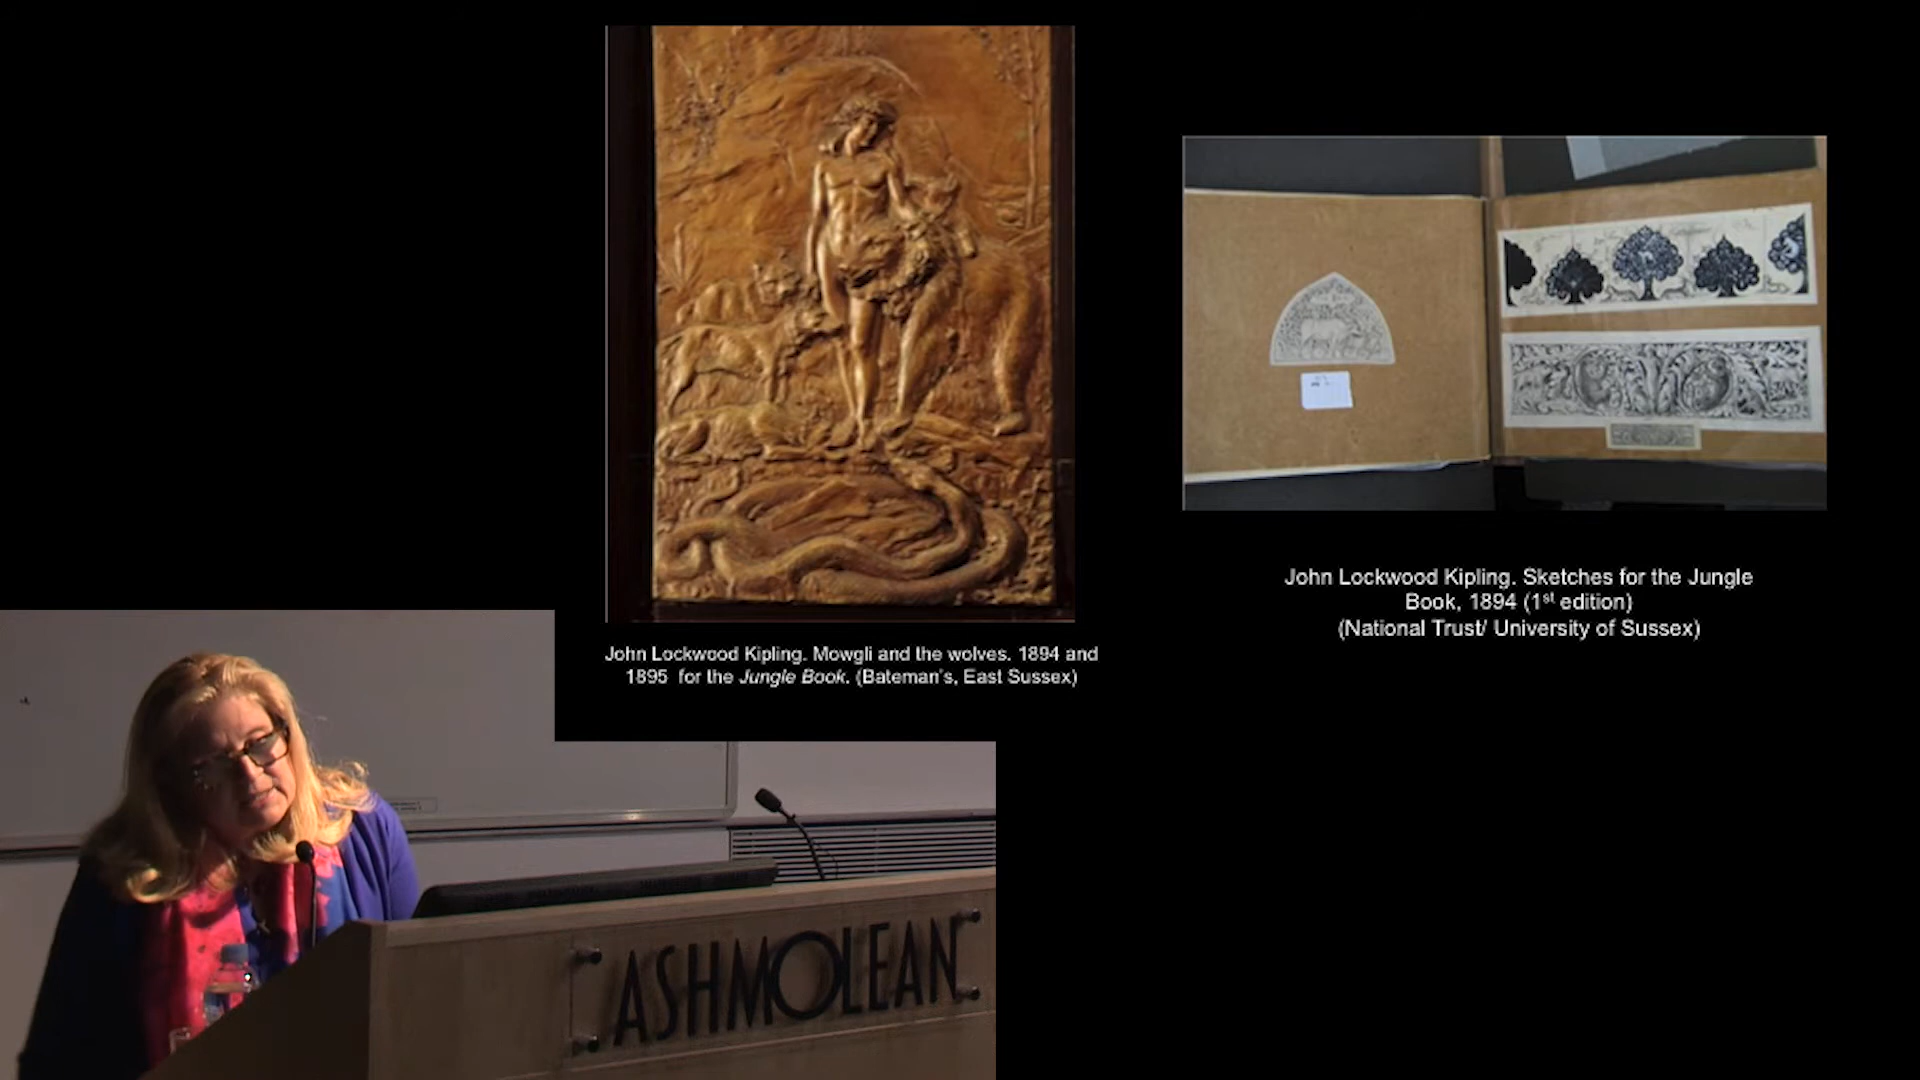 John Lockwood Kipling. Mowgli and the wolves. 1894 and
1895 for the Jungle Book. (Bateman's, East Sussex)
John Lockwood Kipling. Sketches for the Jungle
Book, 1894 (1st edition)
(National Trust/ University of Sussex)
ASHMOLEAN